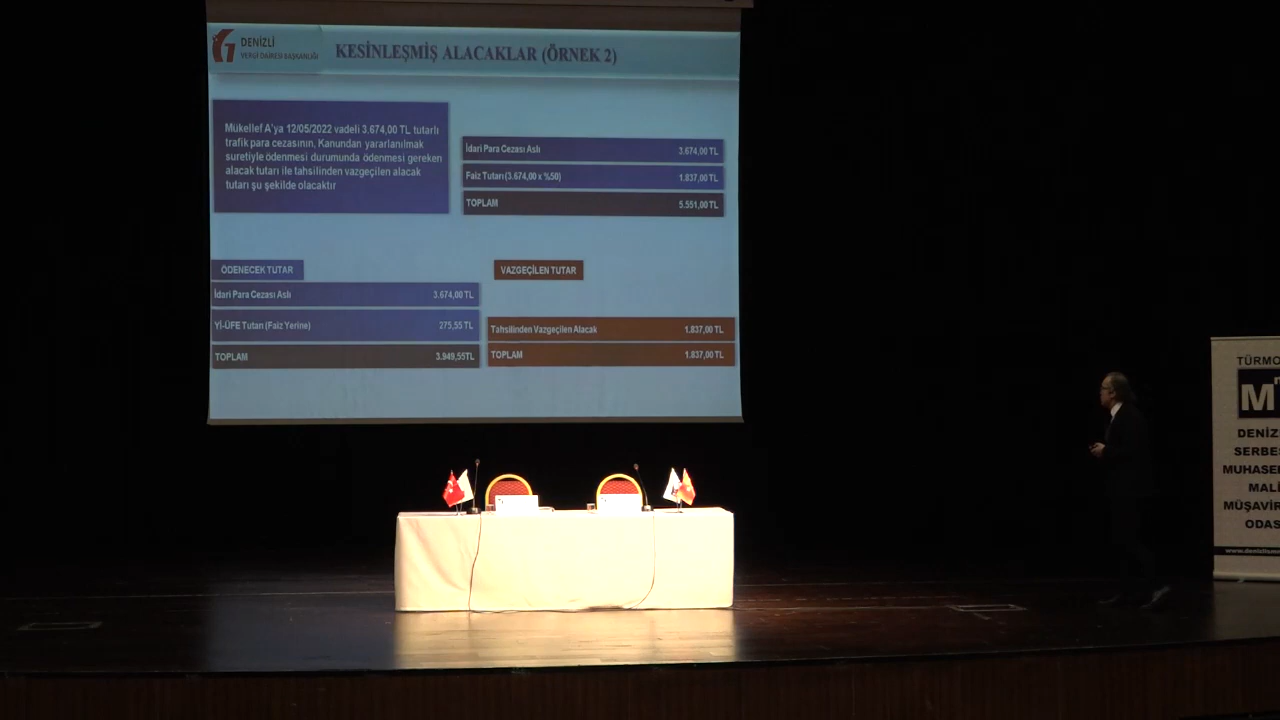 DENİZLİ
VERGİ DAİRESİ BAŞKANLIĞI
KESİNLEŞMİŞ ALACAKLAR (ÖRNEK 2)
Mükellef A'ya 12/05/2022 vadeli 3.674,00 TL tutarlı
trafik para cezasının, Kanundan yararlanılmak
suretiyle ödenmesi durumunda ödenmesi gereken
alacak tutarı ile tahsilinden vazgeçilen alacak
tutarı şu şekilde olacaktır
İdari Para Cezası Aslı 3.674,00 TL
Faiz Tutarı (3.674,00 x %50) 1.837,00 TL
TOPLAM 5.551,00 TL
ÖDENECEK TUTAR
İdari Para Cezası Aslı 3.674,00 TL
Yİ-ÜFE Tutarı (Faiz Yerine) 275,55 TL
TOPLAM 3.949,55TL
VAZGEÇİLEN TUTAR
Tahsilinden Vazgeçilen Alacak 1.837,00 TL
TOPLAM 1.837,00 TL
TÜRMO
M
DENİZ
SERBES
MUHASE
MALİ
MÜŞAVİR
ODAS